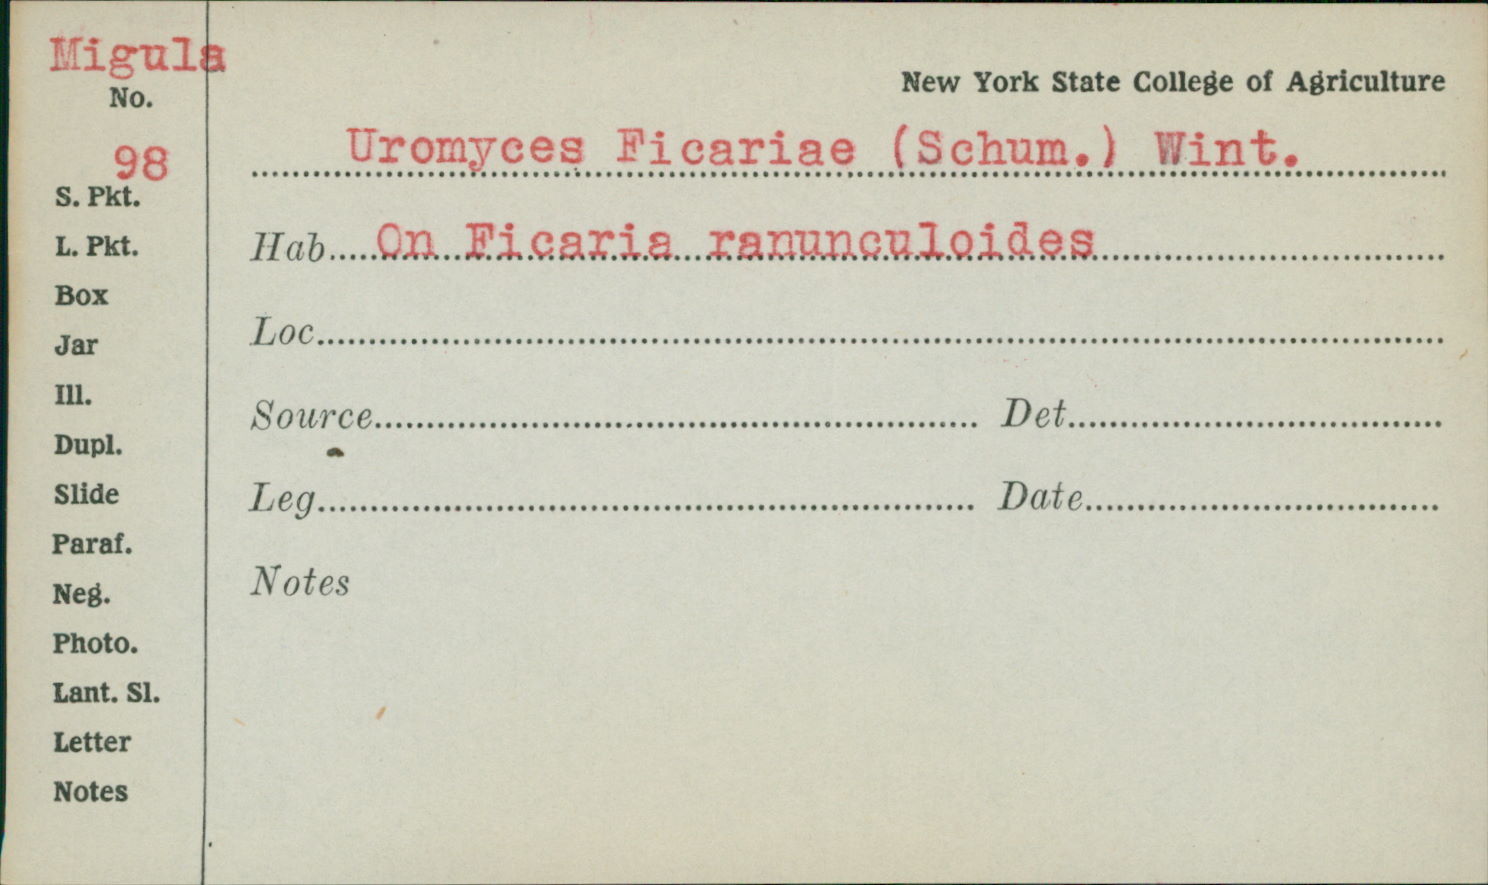 Migula
No.
98
S. Pkt.
L. Pkt.
Box
Jar
Ill.
Dupl.
Slide
Paraf.
Neg.
Photo.
Lant. Sl.
Letter
Notes
New York State College of Agriculture
Uromyces Ficariae (Schum.) Wint.
Hab. On Ficaria ranunculoides
Loc.
Source Det.
Leg. Date
Notes